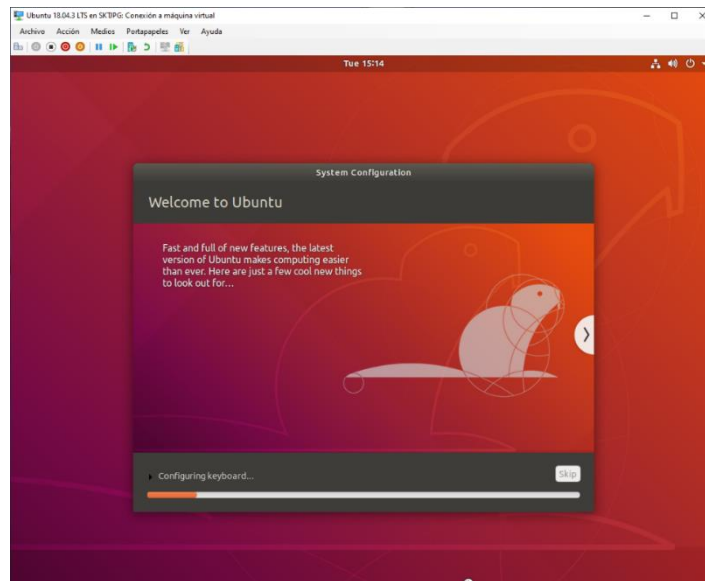 Ubuntu 18.04.3 LTS en SKTIPG: Conexión a máquina virtual
Archivo Acción Medios Portapapeles Ver Ayuda
Tue 15:14
System Configuration
Welcome to Ubuntu
Fast and full of new features, the latest
version of Ubuntu makes computing easier
than ever. Here are just a few cool new things
to look out for...
Configuring keyboard...
Skip